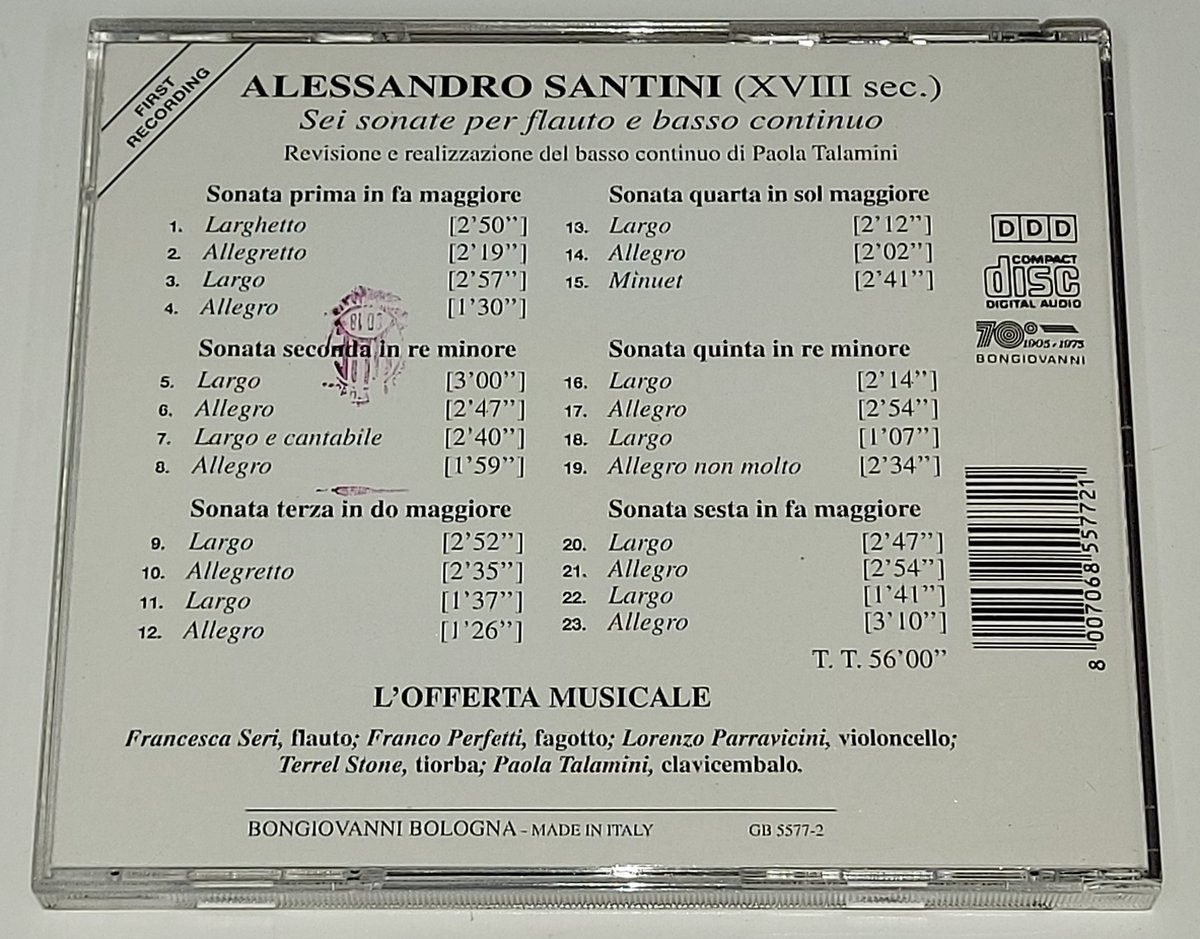 FIRST
RECORDING
ALESSANDRO SANTINI (XVIII sec.)
Sei sonate per flauto e basso continuo
Revisione e realizzazione del basso continuo di Paola Talamini
Sonata prima in fa maggiore
1. Larghetto [2’50”]
2. Allegretto [2’19”]
3. Largo [2’57”]
4. Allegro [1’30”]
Sonata seconda in re minore
5. Largo [3’00”]
6. Allegro [2’47”]
7. Largo e cantabile [2’40”]
8. Allegro [1’59”]
Sonata terza in do maggiore
9. Largo [2’52”]
10. Allegretto [2’35”]
11. Largo [1’37”]
12. Allegro [1’26”]
Sonata quarta in sol maggiore
13. Largo [2’12”]
14. Allegro [2’02”]
15. Minuet [2’41”]
Sonata quinta in re minore
16. Largo [2’14”]
17. Allegro [2’54”]
18. Largo [1’07”]
19. Allegro non molto [2’34”]
Sonata sesta in fa maggiore
20. Largo [2’47”]
21. Allegro [2’54”]
22. Largo [1’41”]
23. Allegro [3’10”]
T. T. 56’00”
DDD
COMPACT
disc
DIGITAL AUDIO
70° 1905-1975
BONGIOVANNI
8 007068 557721
L’OFFERTA MUSICALE
Francesca Seri, flauto; Franco Perfetti, fagotto; Lorenzo Parravicini, violoncello;
Terrel Stone, tiorba; Paola Talamini, clavicembalo.
BONGIOVANNI BOLOGNA - MADE IN ITALY GB 5577-2